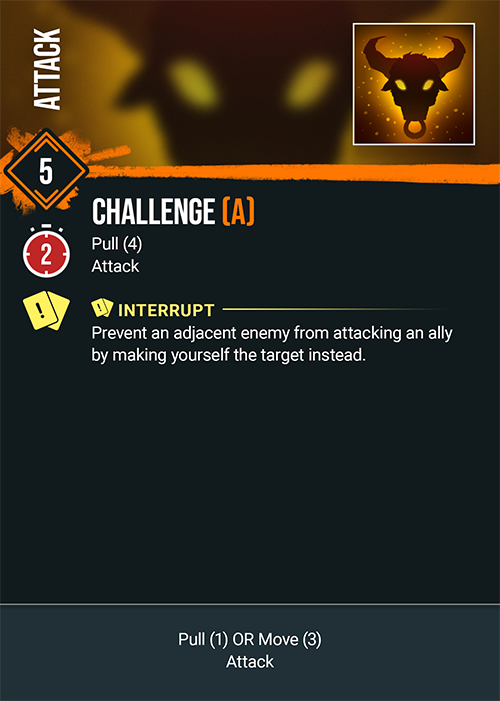 ATTACK
5
CHALLENGE (A)
2
Pull (4)
Attack
! ! INTERRUPT
Prevent an adjacent enemy from attacking an ally
by making yourself the target instead.
Pull (1) OR Move (3)
Attack